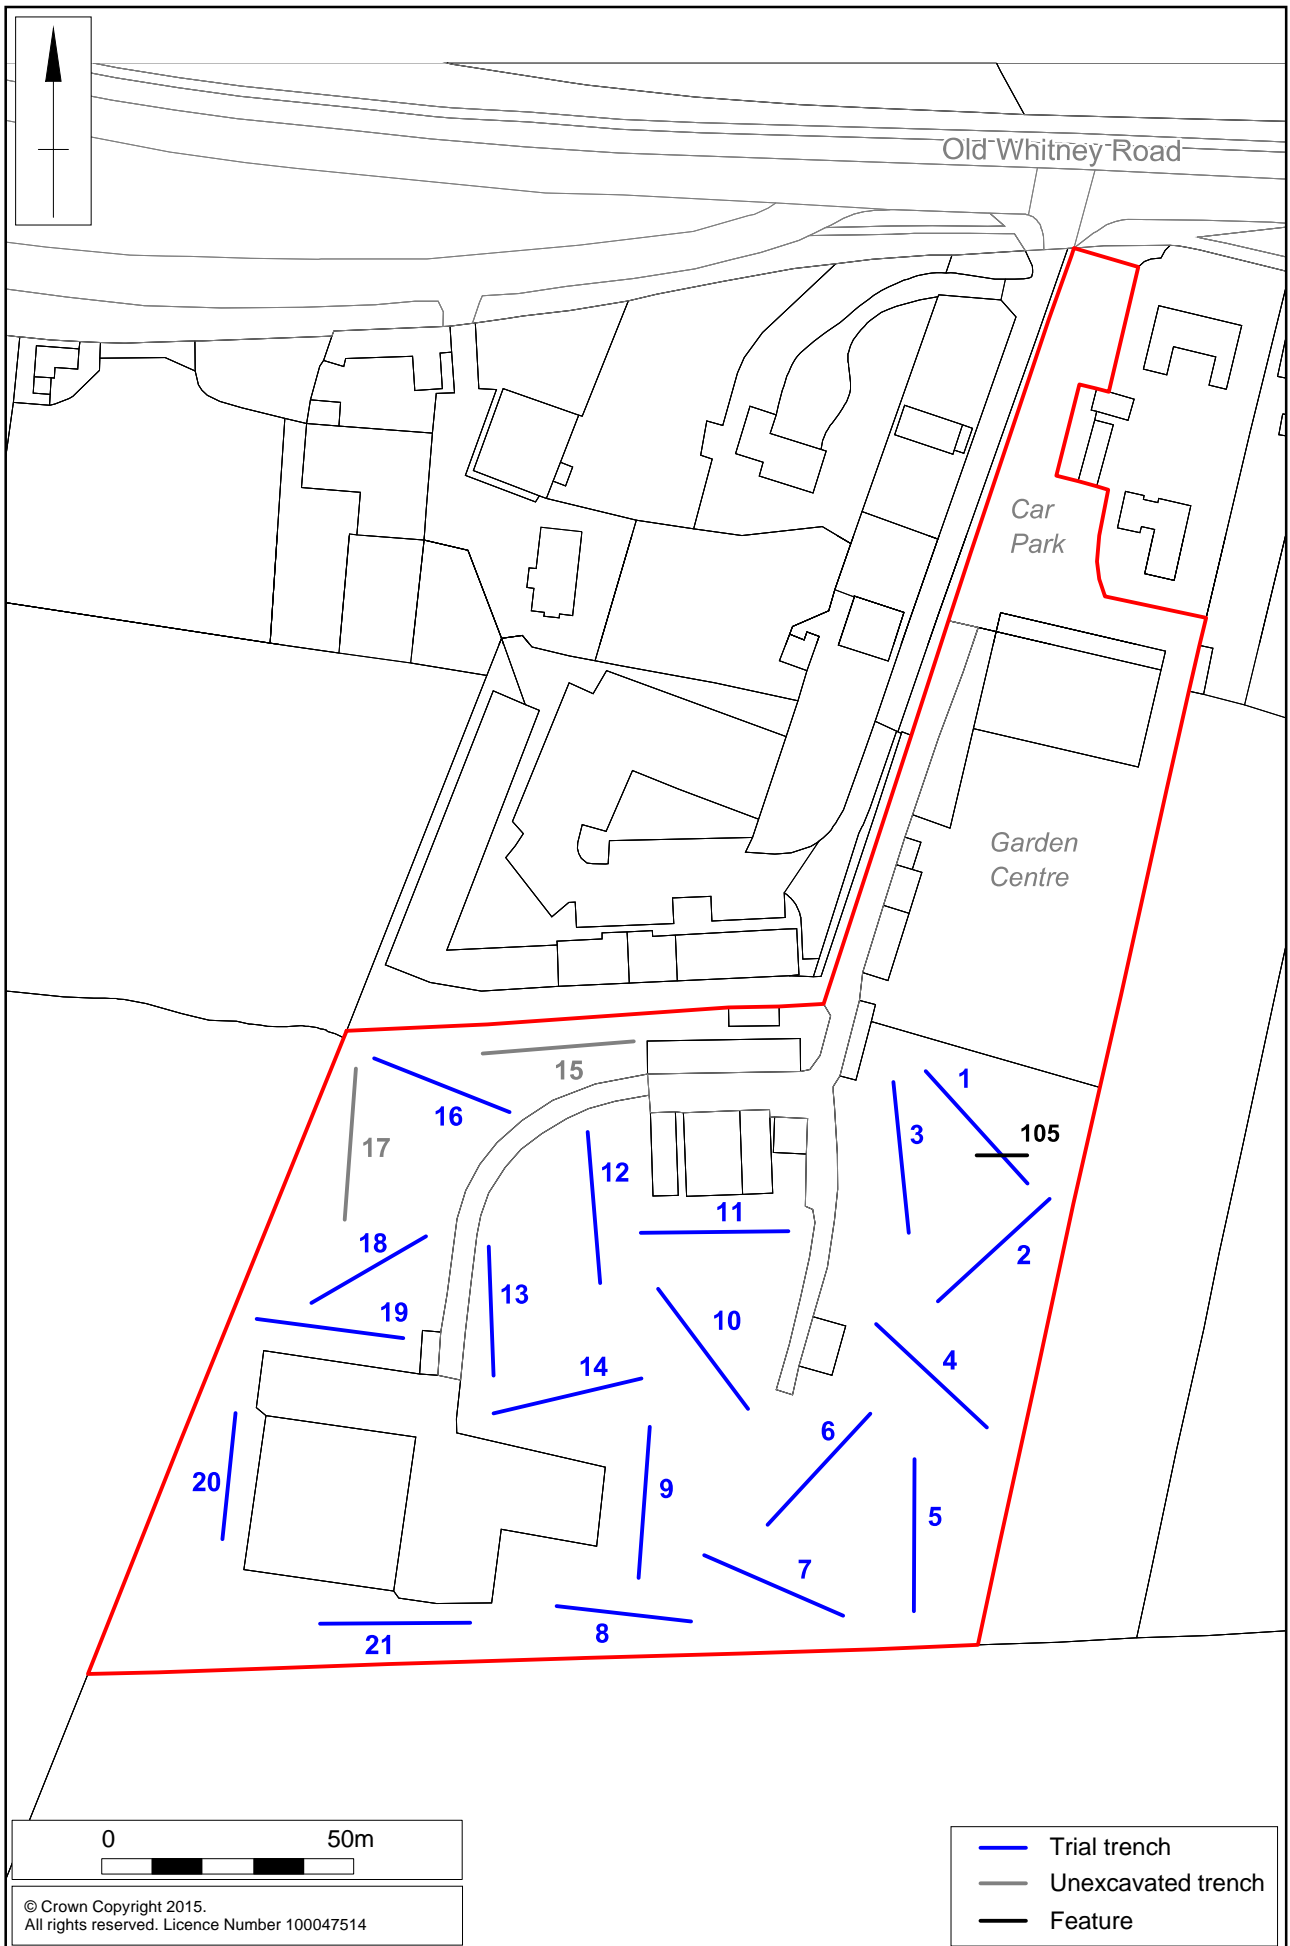 Old Whitney Road
Car
Park
Garden
Centre
15
1
16
3
105
17
12
11
18
2
13
19
10
14
4
6
20
9
5
7
8
21
0 50m
© Crown Copyright 2015.
All rights reserved. Licence Number 100047514
Trial trench
Unexcavated trench
Feature